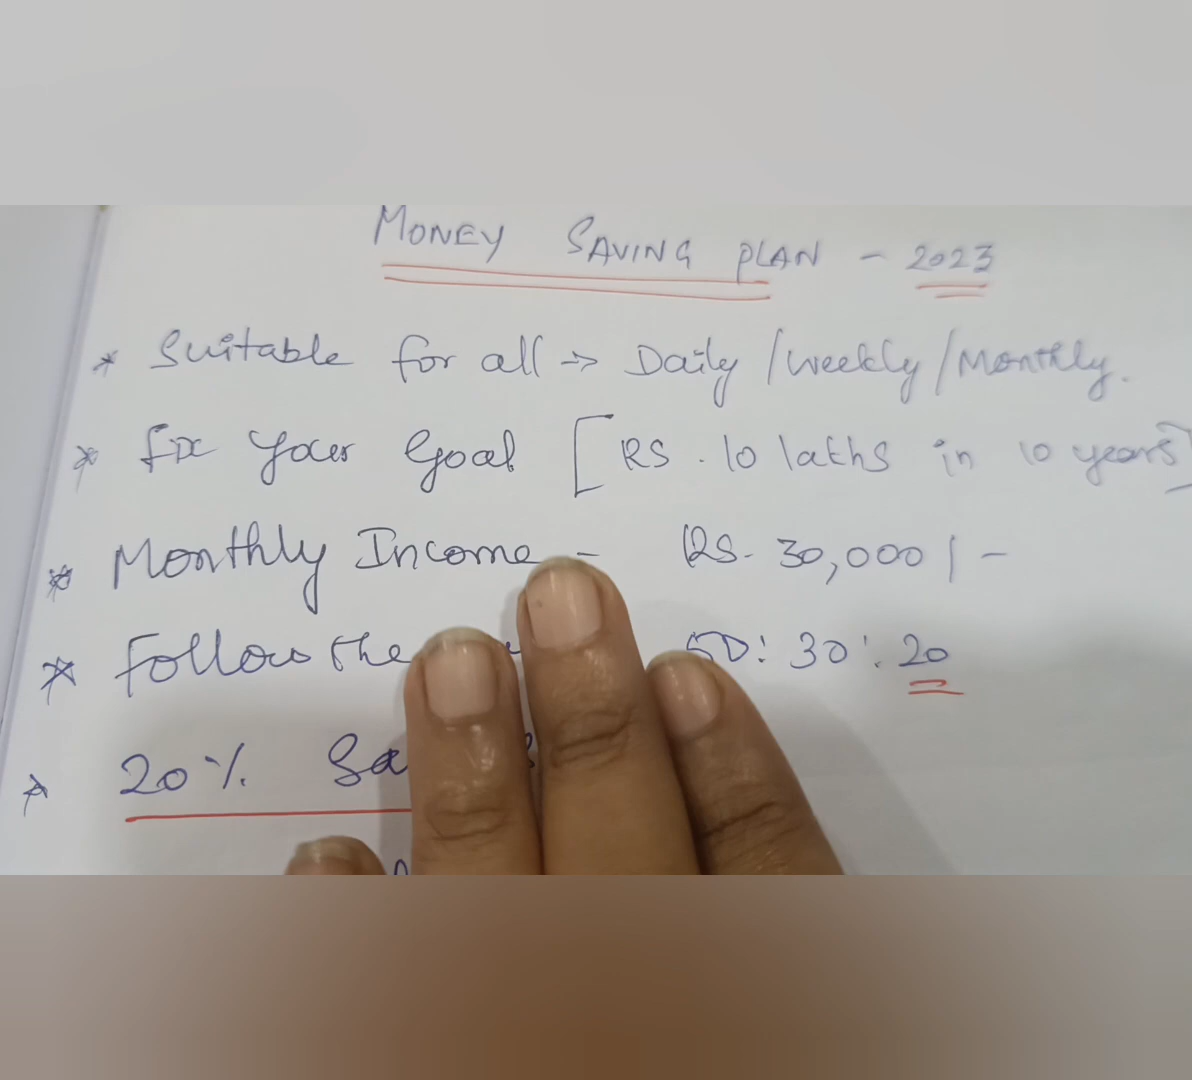 MONEY SAVING PLAN - 2023
* Suitable for all -> Daily / Weekly / Monthly.
* Fix your Goal [RS. 10 lakhs in 10 years]
* Monthly Income - RS. 30,000/-
* Follow the 50:30:20
* 20%